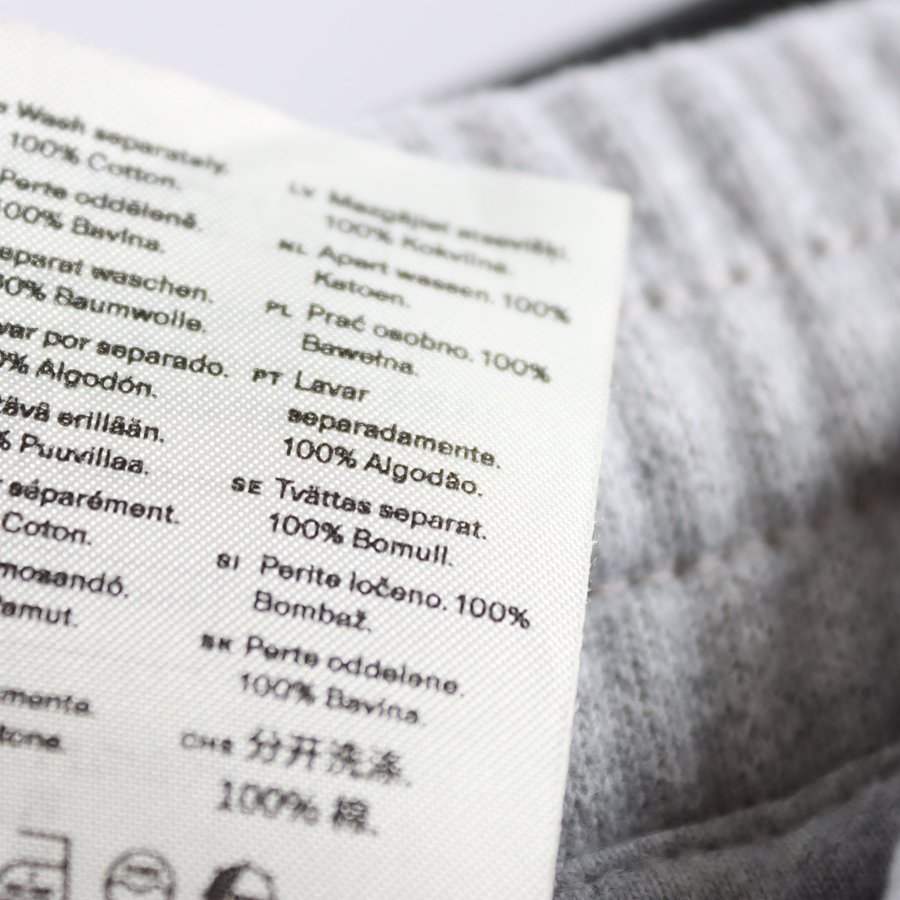 Wash separately.
100% Cotton.
Perte odděleně.
100% Bavlna.
separat waschen.
Baumwolle.
por separado.
Algodón.
erillään.
% Puuvillaa.
séparément.
Coton.
LV
100% Kokvilna.
NL Apart wassen. 100%
Katoen.
PL Prać osobno. 100%
Bawełna.
PT Lavar
separadamente.
100% Algodão.
SE Tvättas separat.
100% Bomull.
SI Perite ločeno. 100%
Bombaž.
SK Perte oddelene.
100% Bavlna.
CHS 分开洗涤.
100% 棉.